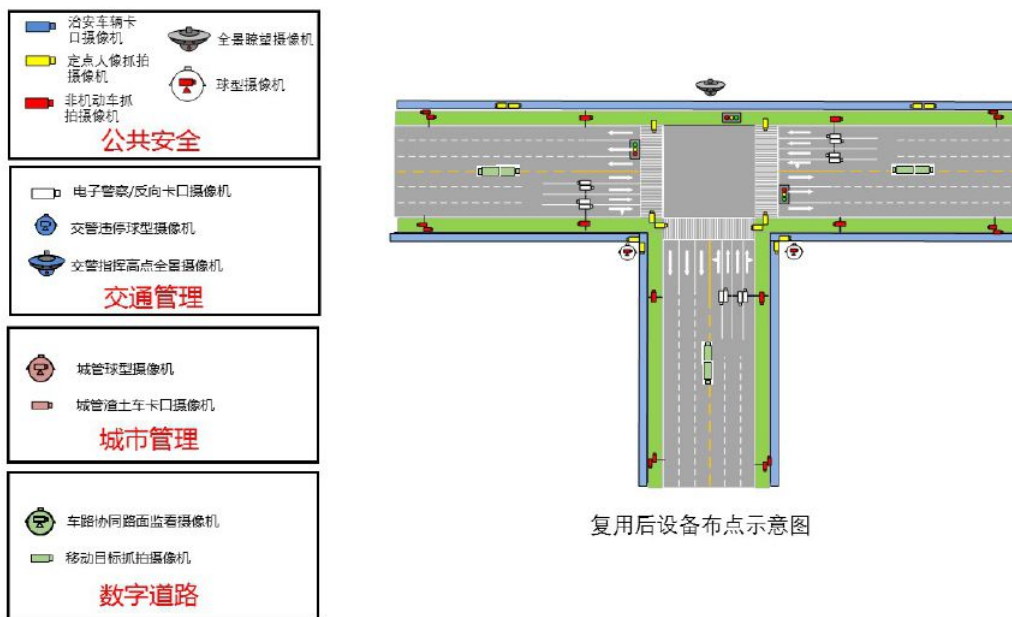 治安车辆卡
口摄像机
全景瞭望摄像机
定点人像抓拍
摄像机
球型摄像机
非机动车抓
拍摄像机
公共安全
电子警察/反向卡口摄像机
交警违停球型摄像机
交警指挥高点全景摄像机
交通管理
城管球型摄像机
城管渣土车卡口摄像机
城市管理
车路协同路面监看摄像机
移动目标抓拍摄像机
数字道路
复用后设备布点示意图